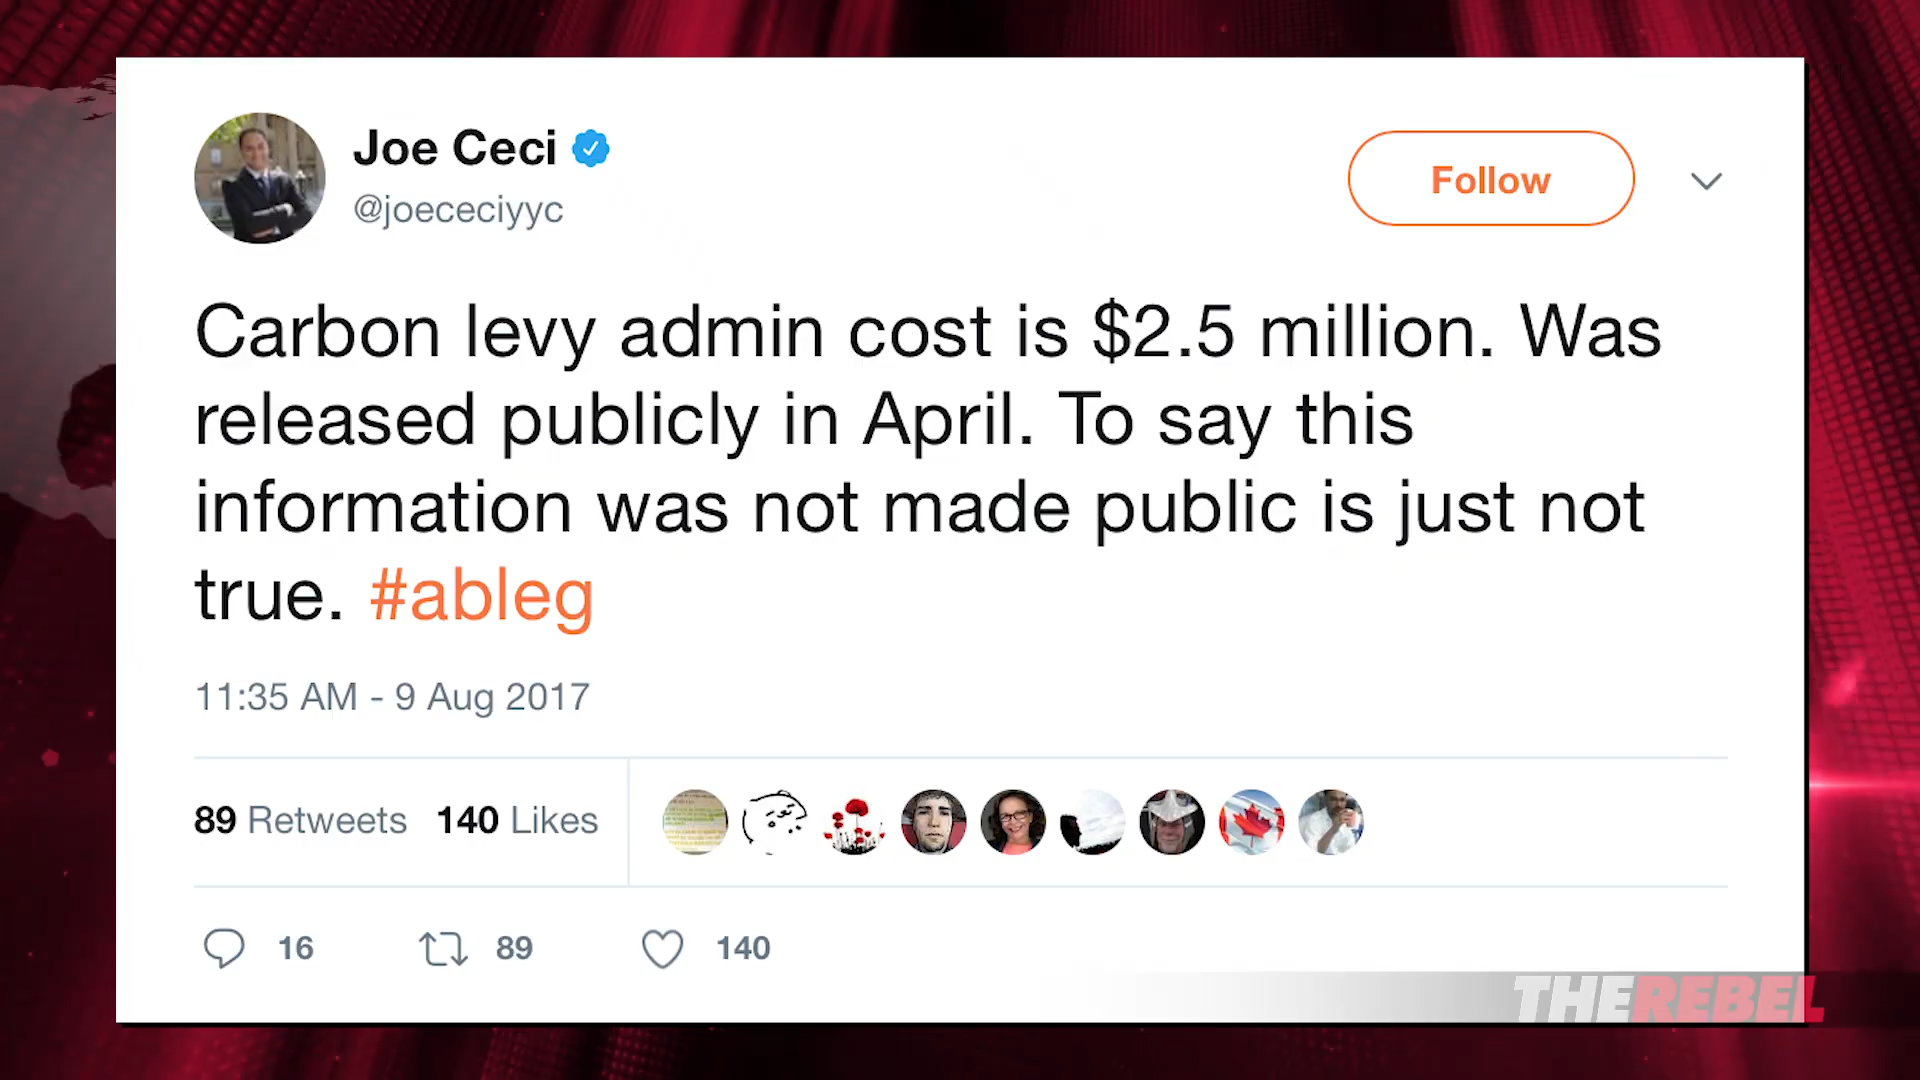 Joe Ceci
@joececiyyc
Follow
Carbon levy admin cost is $2.5 million. Was
released publicly in April. To say this
information was not made public is just not
true. #ableg
11:35 AM - 9 Aug 2017
89 Retweets 140 Likes
16 89 140
THEREBEL